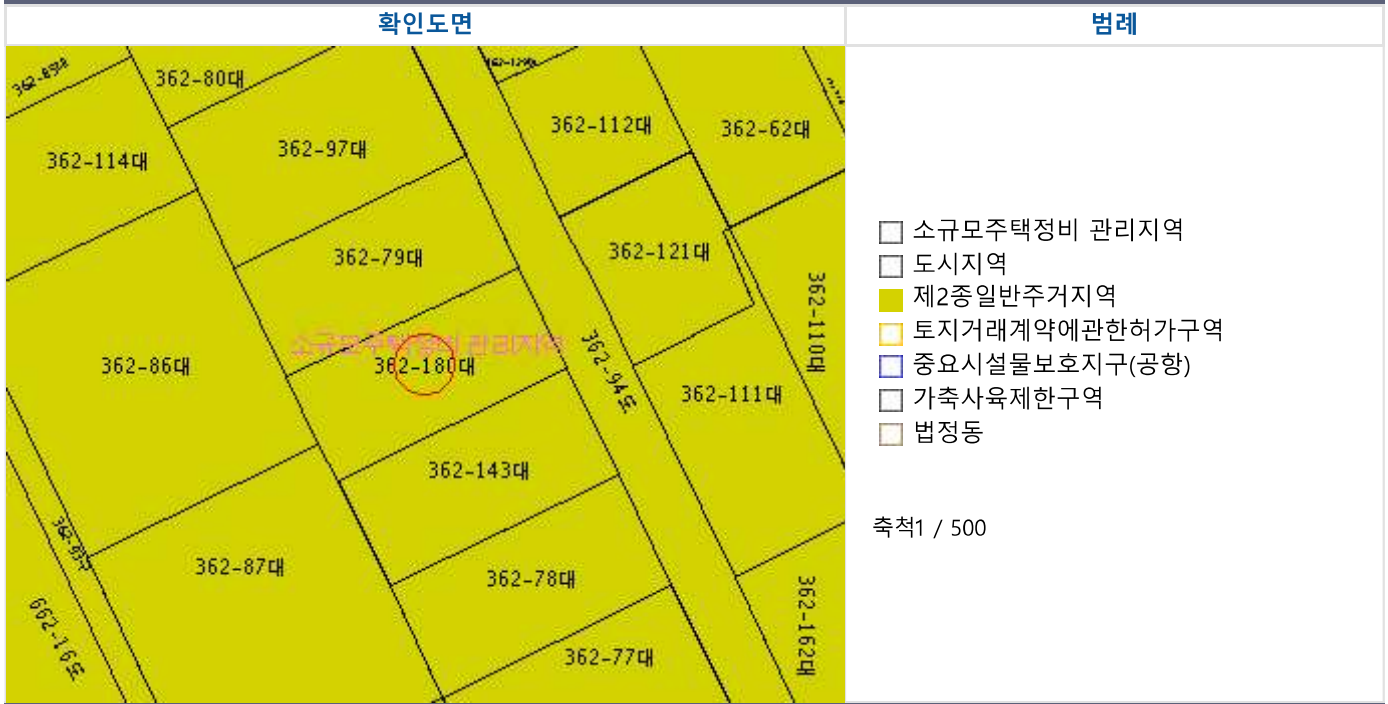 확인도면
범례
362-80대
362-112대
362-62대
362-97대
362-114대
362-79대
362-121대
362-110대
소규모주택정비 관리지역
362-86대
362-180대
362-94도
362-111대
362-143대
362-87대
362-78대
362-162대
362-77대
소규모주택정비 관리지역
도시지역
제2종일반주거지역
토지거래계약에관한허가구역
중요시설물보호지구(공항)
가축사육제한구역
법정동
축척1 / 500